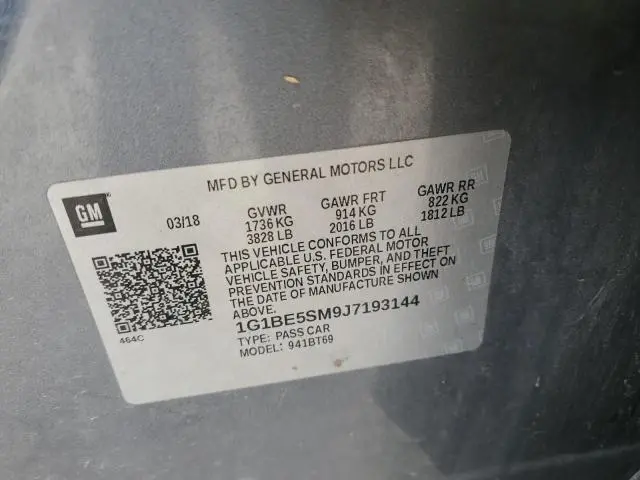 MFD BY GENERAL MOTORS LLC
GM
03/18
GVWR
1736 KG
3828 LB
GAWR FRT
914 KG
2016 LB
GAWR RR
822 KG
1812 LB
THIS VEHICLE CONFORMS TO ALL
APPLICABLE U.S. FEDERAL MOTOR
VEHICLE SAFETY, BUMPER, AND THEFT
PREVENTION STANDARDS IN EFFECT ON
THE DATE OF MANUFACTURE SHOWN
ABOVE.
1G1BE5SM9J7193144
TYPE: PASS CAR
MODEL: 941BT69
464C